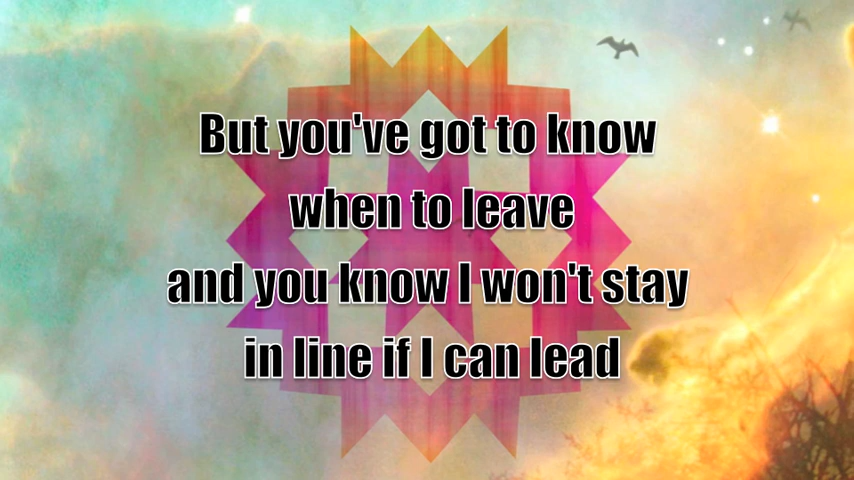 But you've got to know
when to leave
and you know I won't stay
in line if I can lead